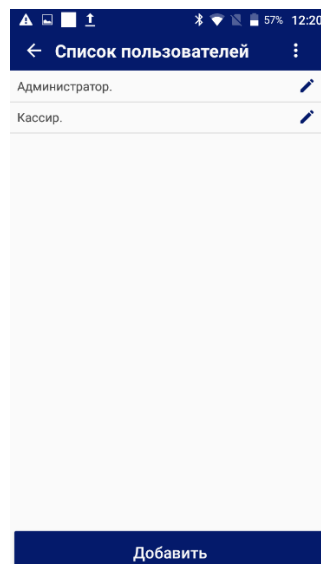 57% 12:20
Список пользователей
Администратор.
Кассир.
Добавить